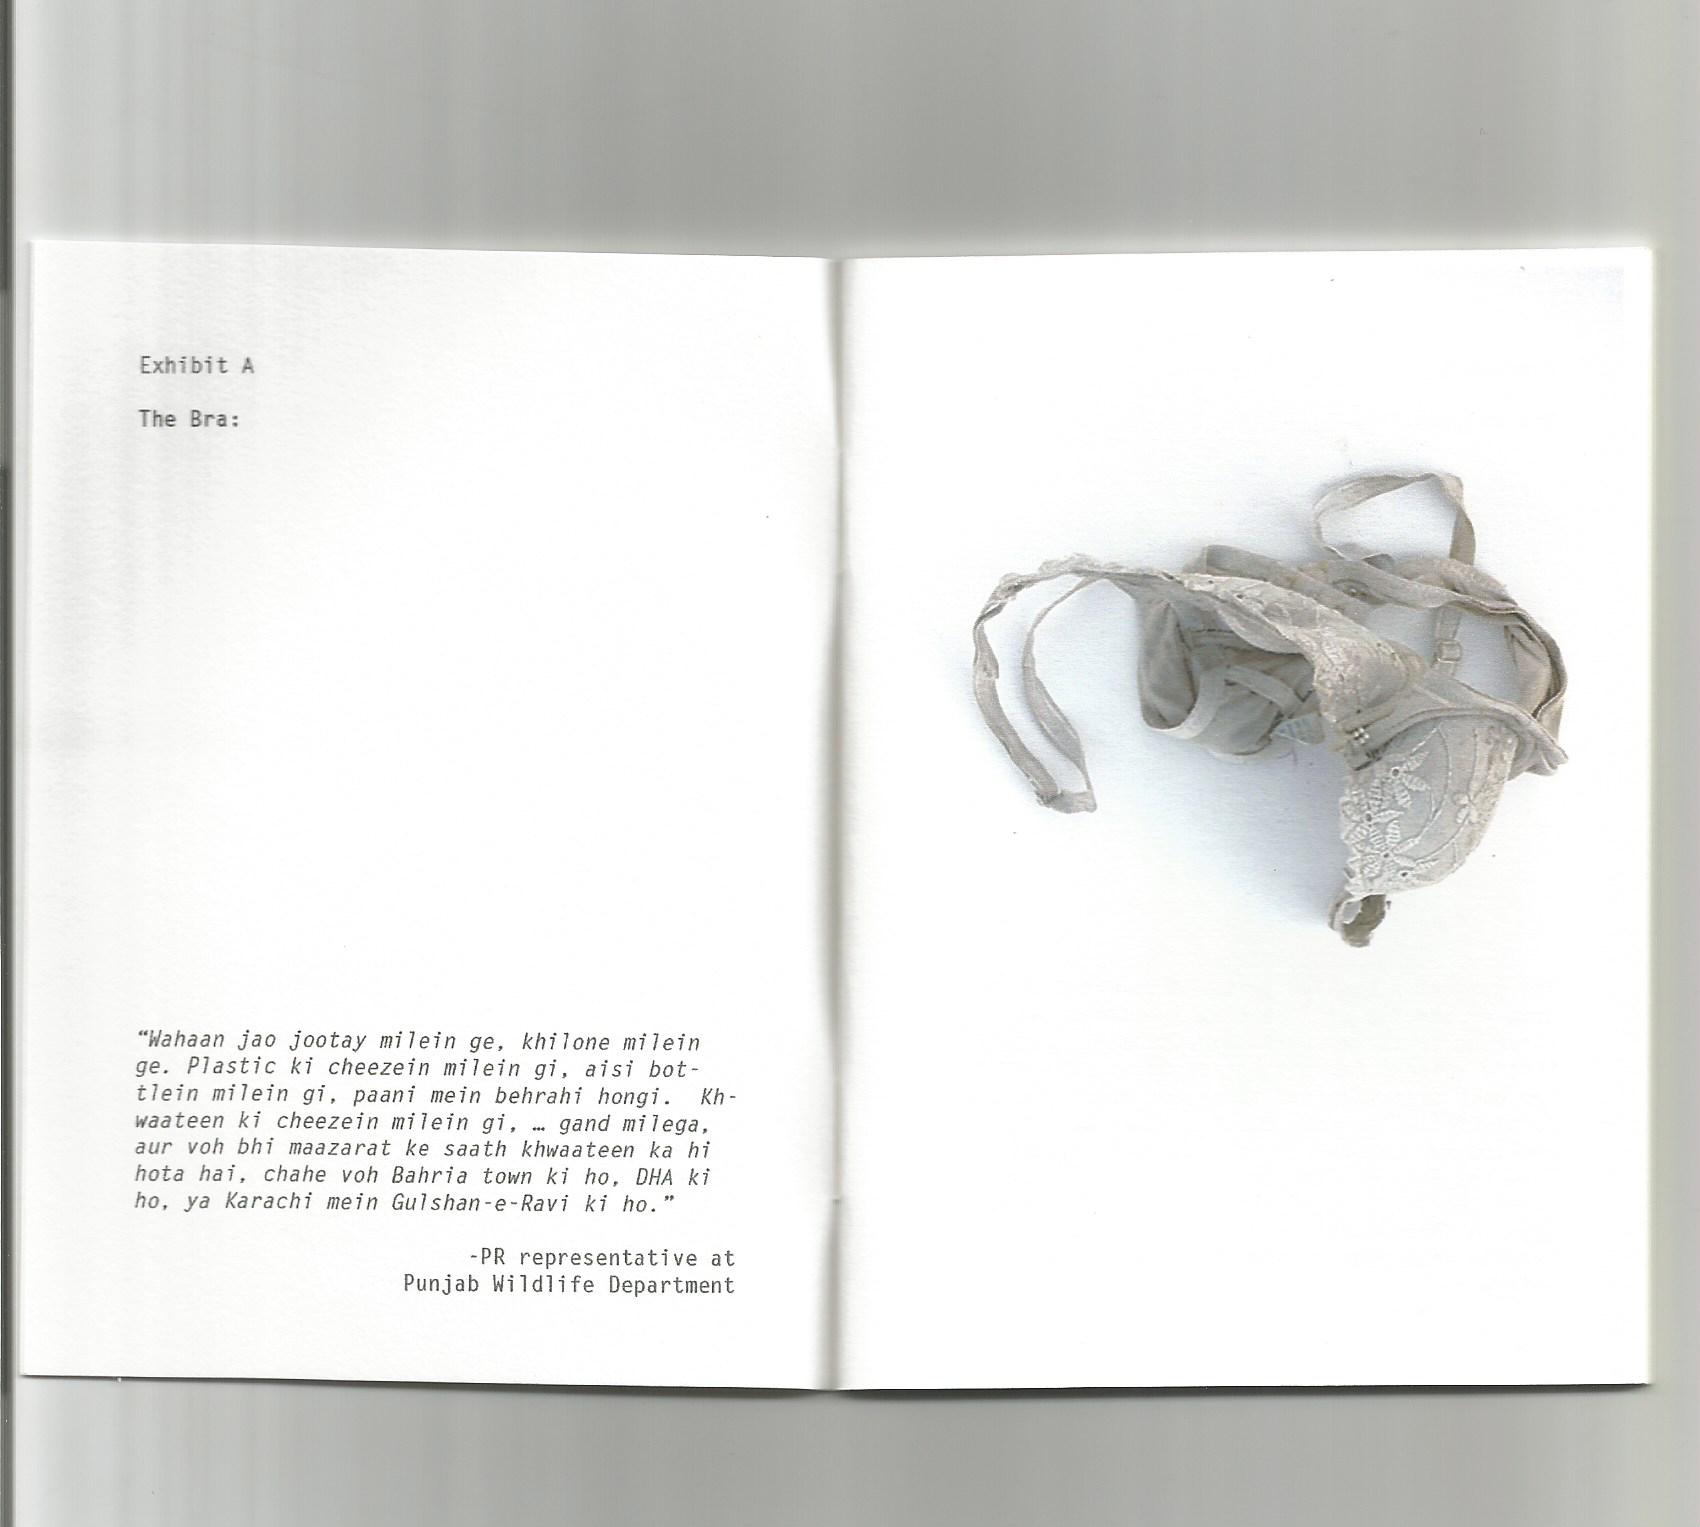 Exhibit A
The Bra:
“Wahaan jao jootay milein ge, khilone milein
ge. Plastic ki cheezein milein gi, aisi bot-
tlein milein gi, paani mein behrahi hongi.  Kh-
waateen ki cheezein milein gi, … gand milega,
aur voh bhi maazarat ke saath khwaateen ka hi
hota hai, chahe voh Bahria town ki ho, DHA ki
ho, ya Karachi mein Gulshan-e-Ravi ki ho.”
-PR representative at
Punjab Wildlife Department